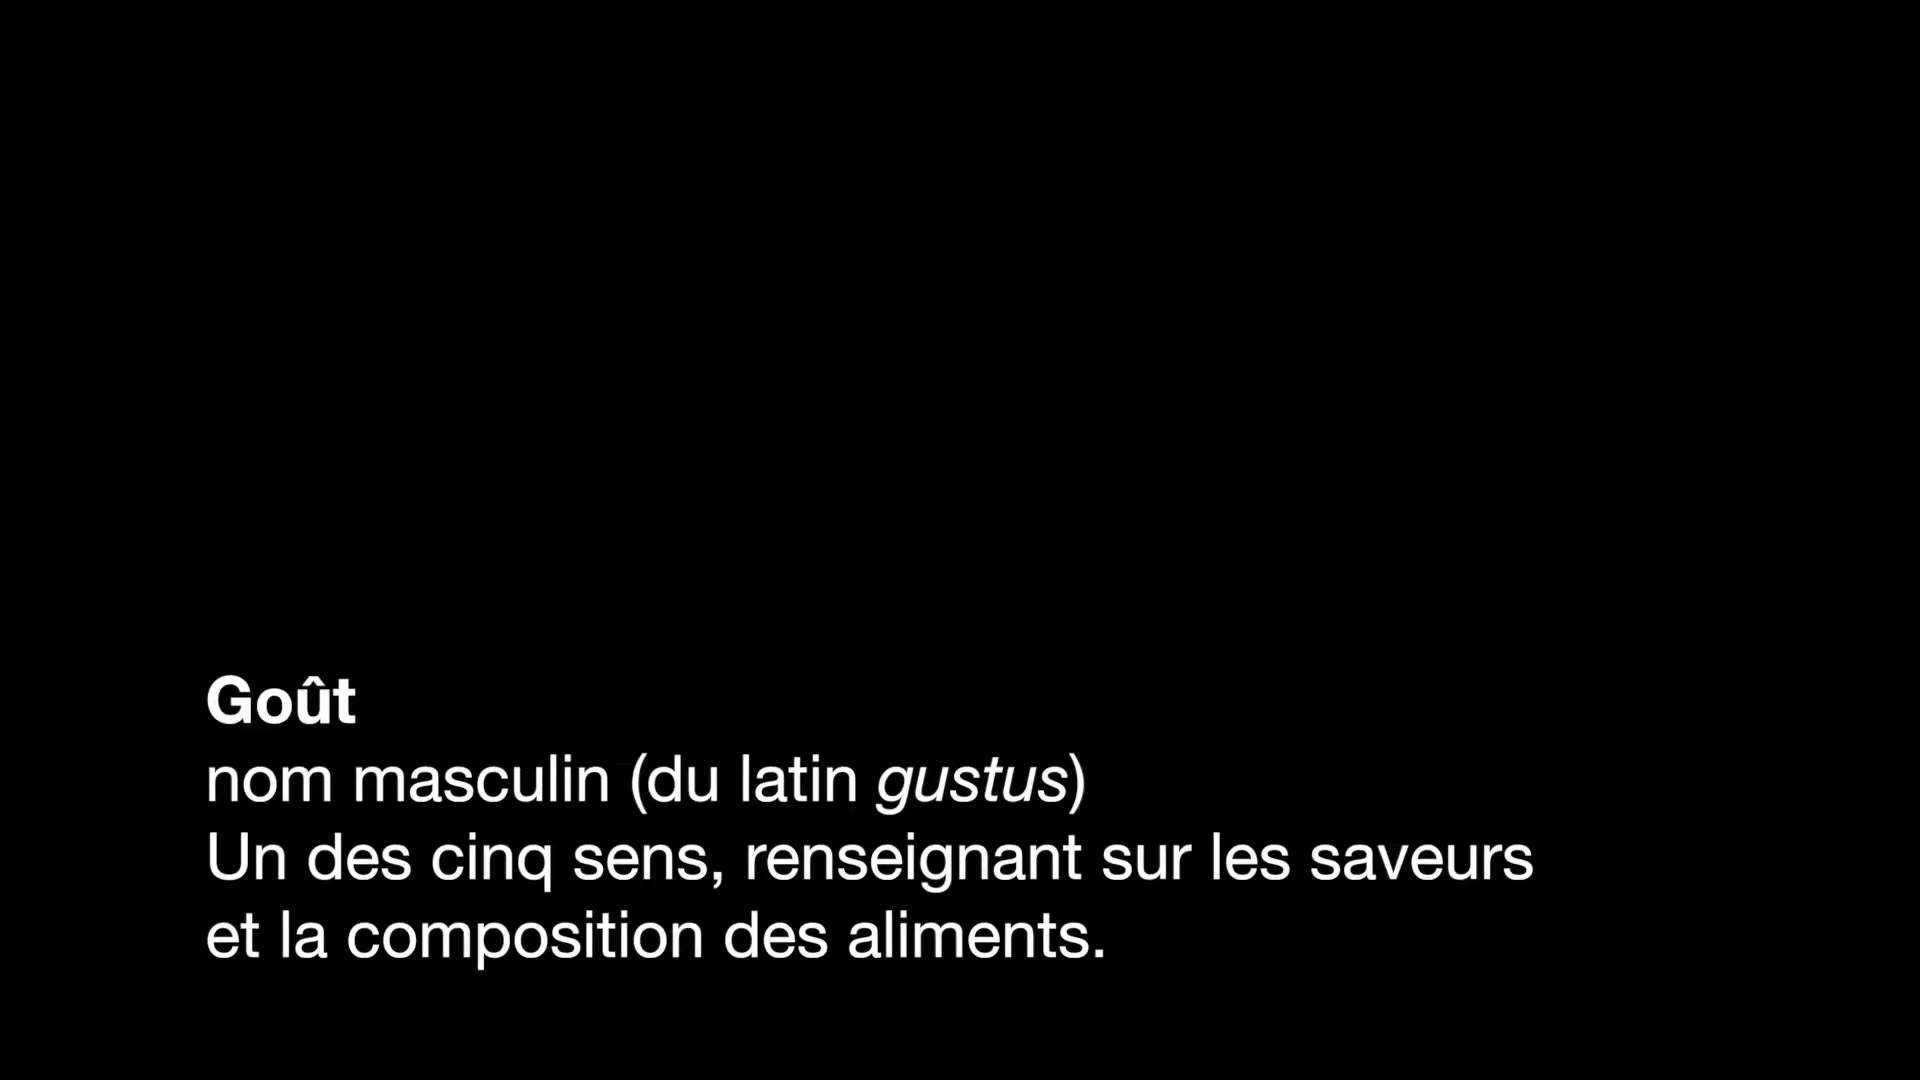 Goût
nom masculin (du latin gustus)
Un des cinq sens, renseignant sur les saveurs
et la composition des aliments.